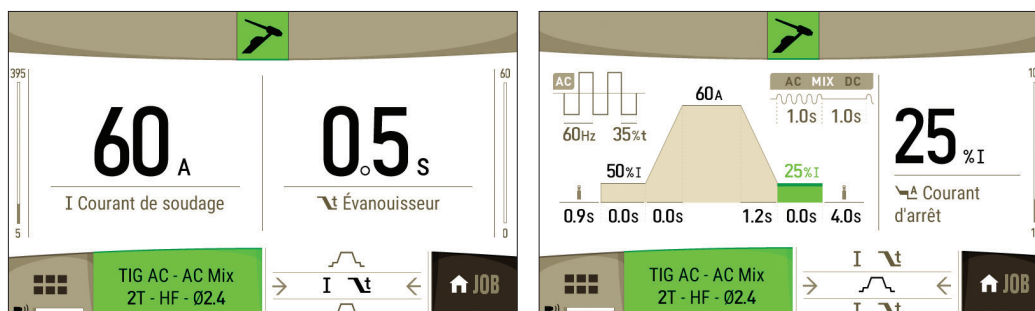 395
60
60 A
0.5 s
I Courant de soudage
t Évanouisseur
5
0
TIG AC - AC Mix
2T - HF - Ø2.4
I t
JOB
AC
AC MIX DC
60A
1.0s 1.0s
60Hz 35%t
25 %I
50%I
25%I
A Courant
d'arrêt
0.9s 0.0s 0.0s 1.2s 0.0s 4.0s
I t
TIG AC - AC Mix
2T - HF - Ø2.4
I t
JOB